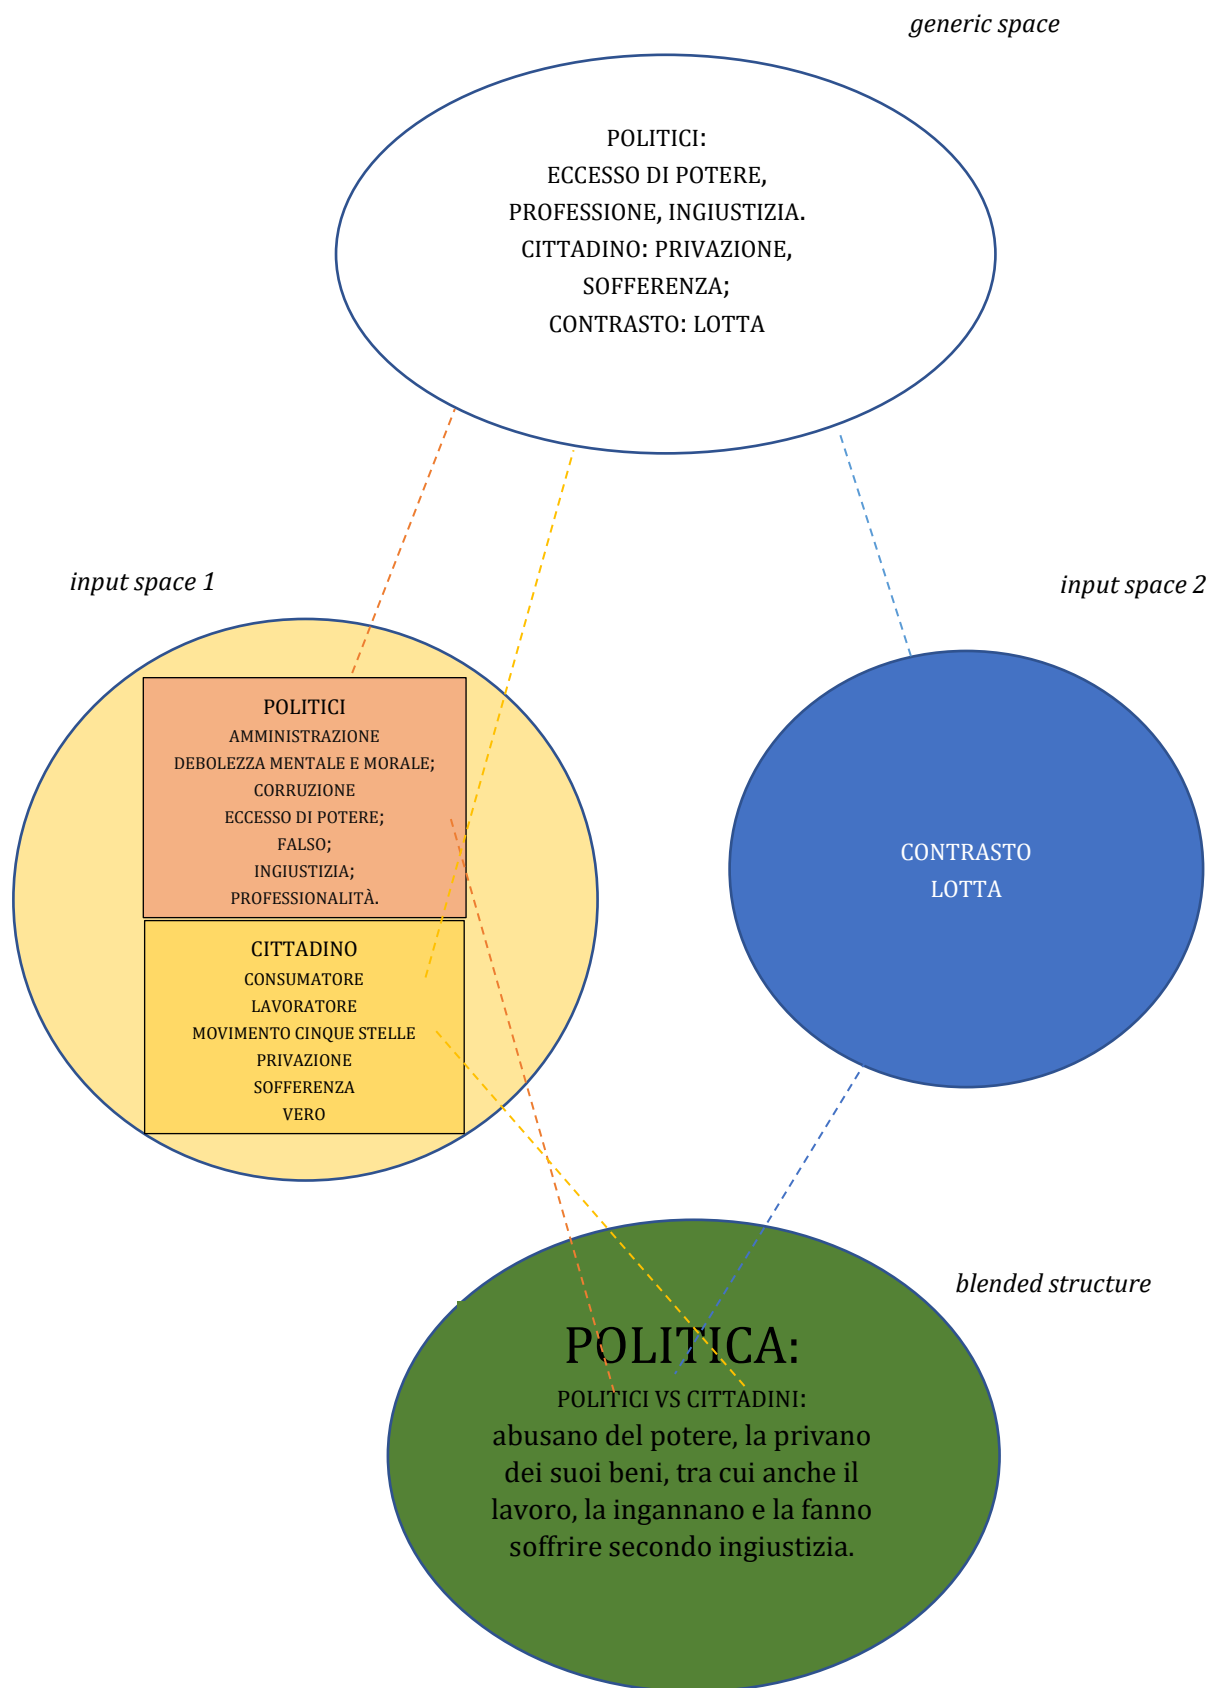 generic space
POLITICI:
ECCESSO DI POTERE,
PROFESSIONE, INGIUSTIZIA.
CITTADINO: PRIVAZIONE,
SOFFERENZA;
CONTRASTO: LOTTA
input space 1
input space 2
POLITICI
AMMINISTRAZIONE
DEBOLEZZA MENTALE E MORALE;
CORRUZIONE
ECCESSO DI POTERE;
FALSO;
INGIUSTIZIA;
PROFESSIONALITÀ.
CITTADINO
CONSUMATORE
LAVORATORE
MOVIMENTO CINQUE STELLE
PRIVAZIONE
SOFFERENZA
VERO
CONTRASTO
LOTTA
blended structure
POLITICA:
POLITICI VS CITTADINI:
abusano del potere, la privano
dei suoi beni, tra cui anche il
lavoro, la ingannano e la fanno
soffrire secondo ingiustizia.